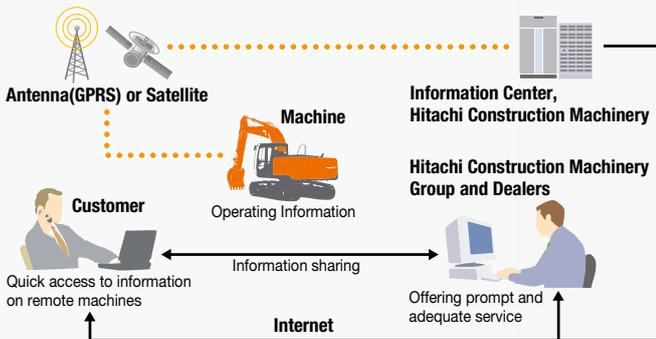 Antenna(GPRS) or Satellite
Information Center,
Hitachi Construction Machinery
Machine
Operating Information
Hitachi Construction Machinery
Group and Dealers
Customer
Information sharing
Quick access to information
on remote machines
Offering prompt and
adequate service
Internet